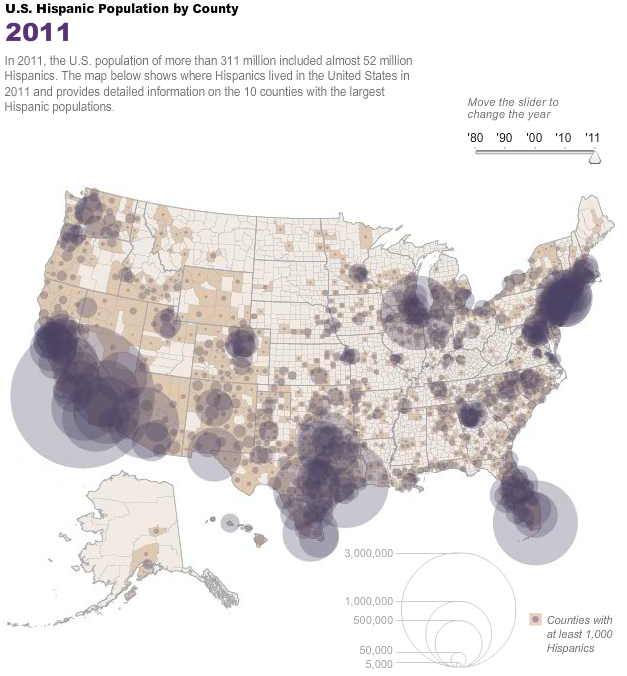 U.S. Hispanic Population by County
2011
In 2011, the U.S. population of more than 311 million included almost 52 million
Hispanics. The map below shows where Hispanics lived in the United States in
2011 and provides detailed information on the 10 counties with the largest
Hispanic populations.
Move the slider to
change the year
'80 '90 '00 '10 '11
3,000,000
1,000,000
500,000
50,000
5,000
Counties with
at least 1,000
Hispanics